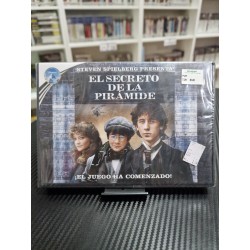 STEVEN SPIELBERG PRESENTA
EL SECRETO
DE LA
PIRÁMIDE
¡EL JUEGO HA COMENZADO!